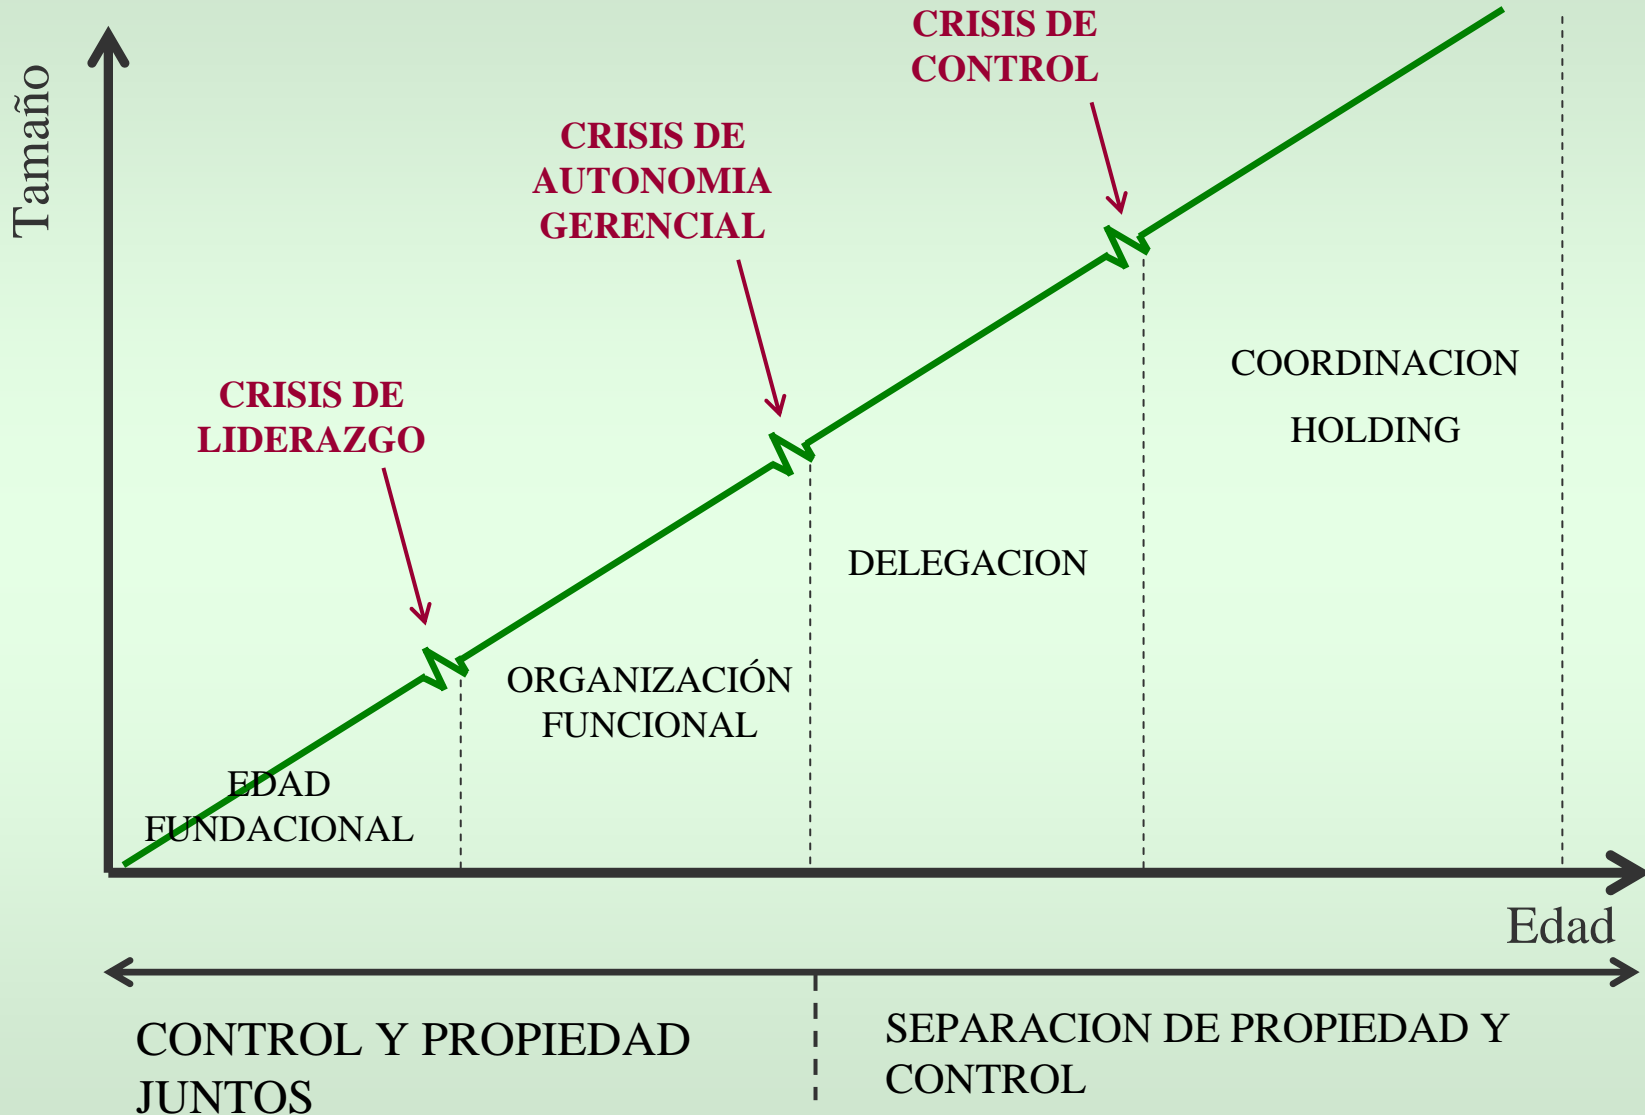 Tamaño
CRISIS DE
CONTROL
CRISIS DE
AUTONOMIA
GERENCIAL
CRISIS DE
LIDERAZGO
COORDINACION
HOLDING
DELEGACION
ORGANIZACIÓN
FUNCIONAL
EDAD
FUNDACIONAL
Edad
CONTROL Y PROPIEDAD
JUNTOS
SEPARACION DE PROPIEDAD Y
CONTROL